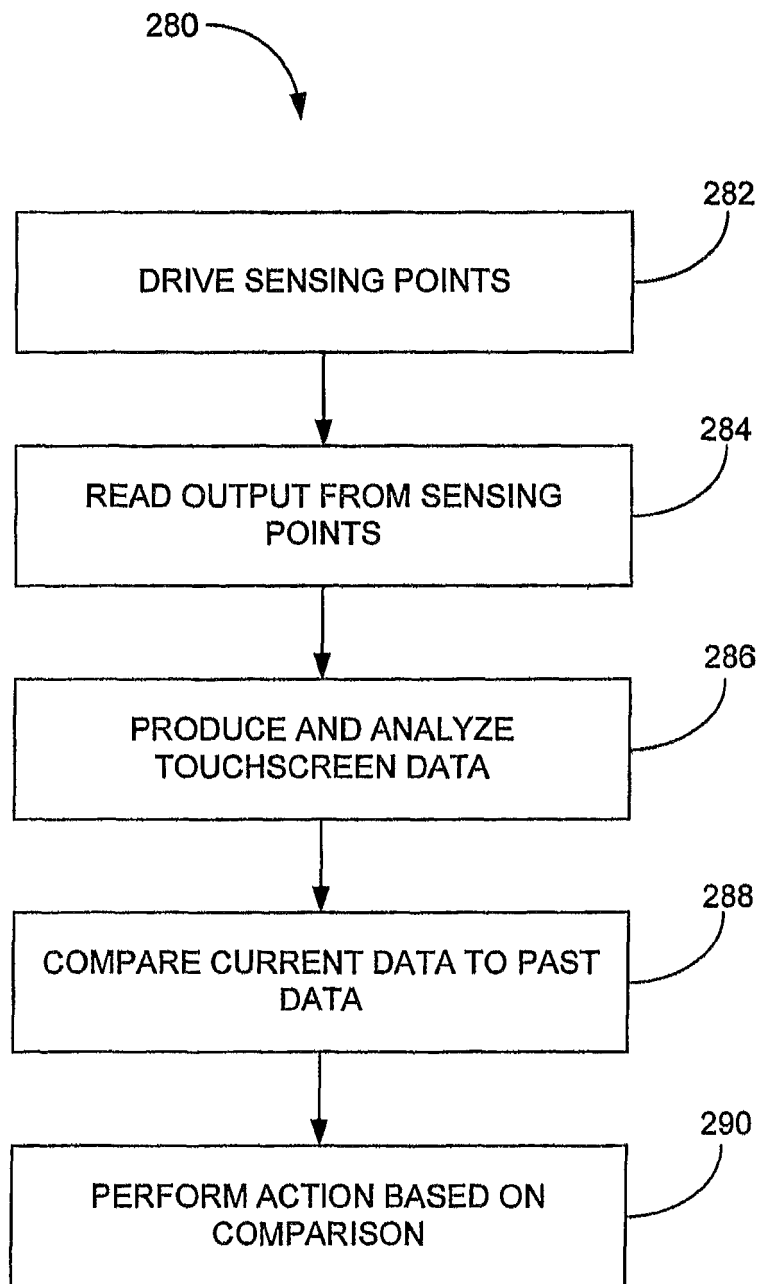 280
282
DRIVE SENSING POINTS
284
READ OUTPUT FROM SENSING
POINTS
286
PRODUCE AND ANALYZE
TOUCHSCREEN DATA
288
COMPARE CURRENT DATA TO PAST
DATA
290
PERFORM ACTION BASED ON
COMPARISON